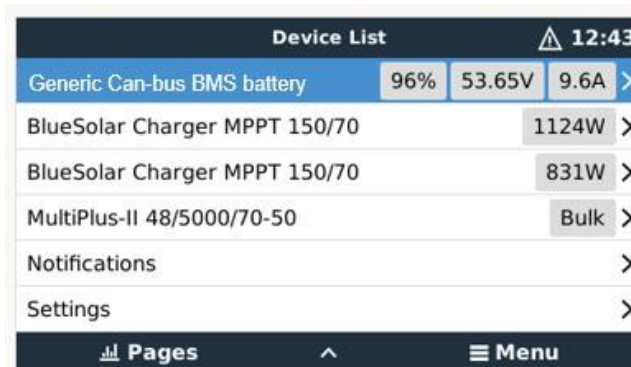 Device List 12:43
Generic Can-bus BMS battery 96% 53.65V 9.6A
BlueSolar Charger MPPT 150/70 1124W
BlueSolar Charger MPPT 150/70 831W
MultiPlus-II 48/5000/70-50 Bulk
Notifications
Settings
Pages Menu